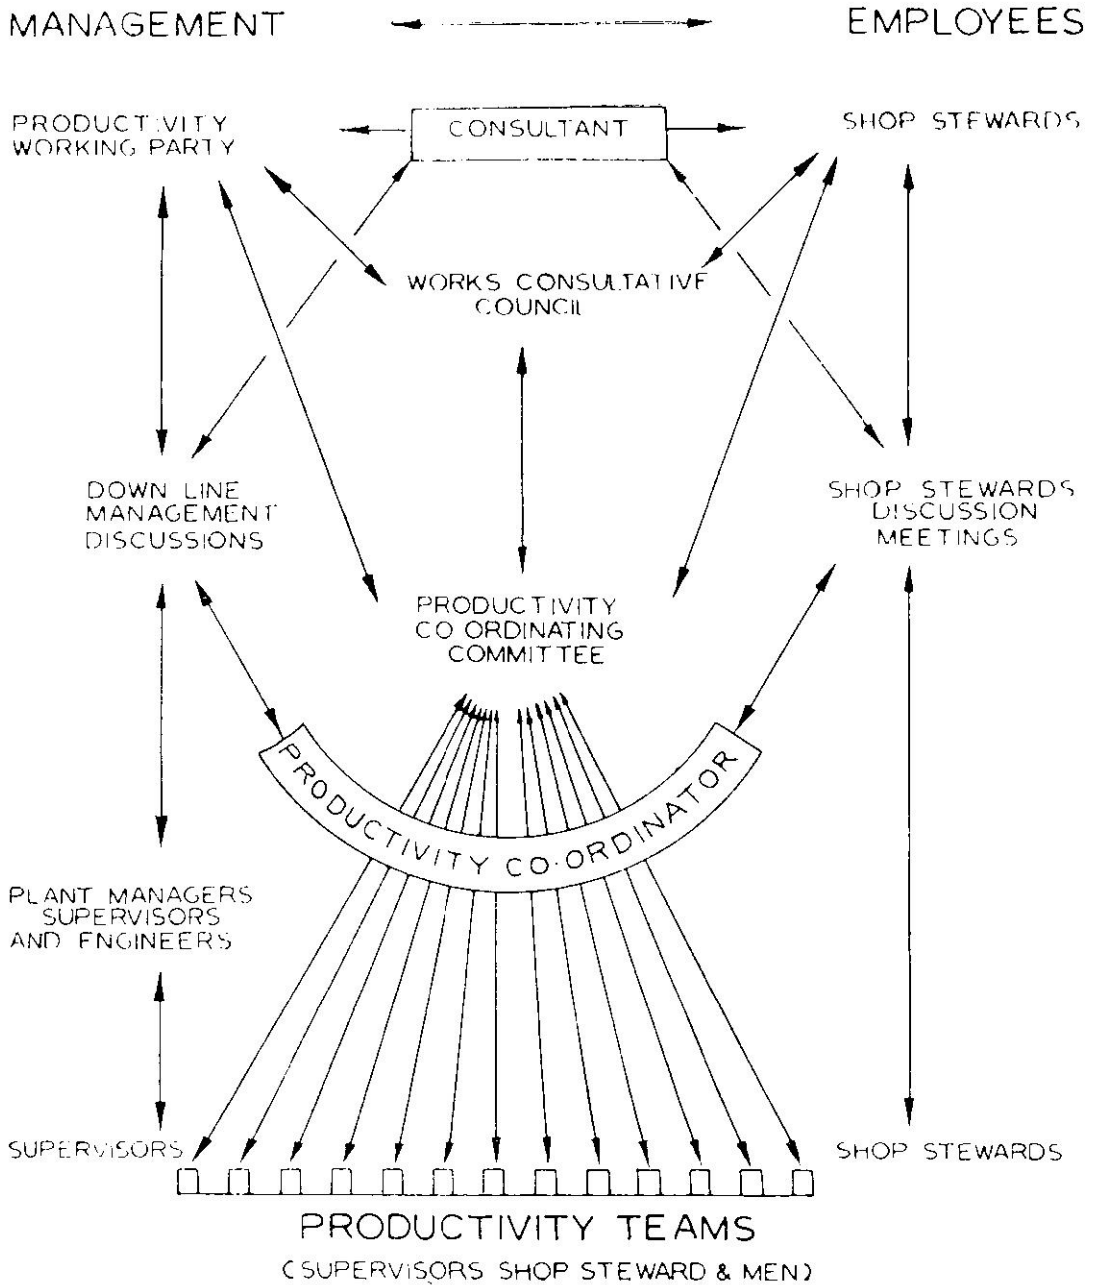 MANAGEMENT
EMPLOYEES
PRODUCTIVITY
WORKING PARTY
CONSULTANT
SHOP STEWARDS
WORKS CONSULTATIVE
COUNCIL
DOWN LINE
MANAGEMENT
DISCUSSIONS
SHOP STEWARDS
DISCUSSION
MEETINGS
PRODUCTIVITY
CO ORDINATING
COMMITTEE
PRODUCTIVITY CO-ORDINATOR
PLANT MANAGERS
SUPERVISORS
AND ENGINEERS
SUPERVISORS
SHOP STEWARDS
PRODUCTIVITY TEAMS
(SUPERVISORS SHOP STEWARD & MEN)